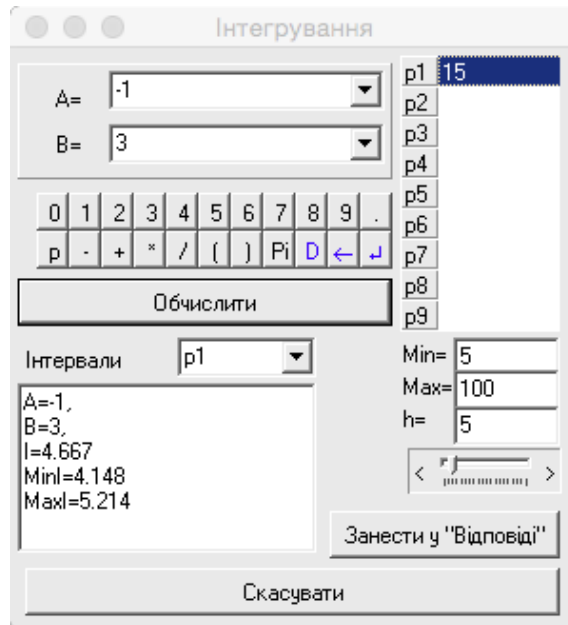 Інтегрування
A= -1
B= 3
0 1 2 3 4 5 6 7 8 9 .
p - + * / ( ) Pi D ← ↵
Обчислити
Інтервали p1
A=-1,
B=3,
I=4.667
MinI=4.148
MaxI=5.214
p1 15
p2
p3
p4
p5
p6
p7
p8
p9
Min= 5
Max= 100
h= 5
< >
Занести у "Відповіді"
Скасувати